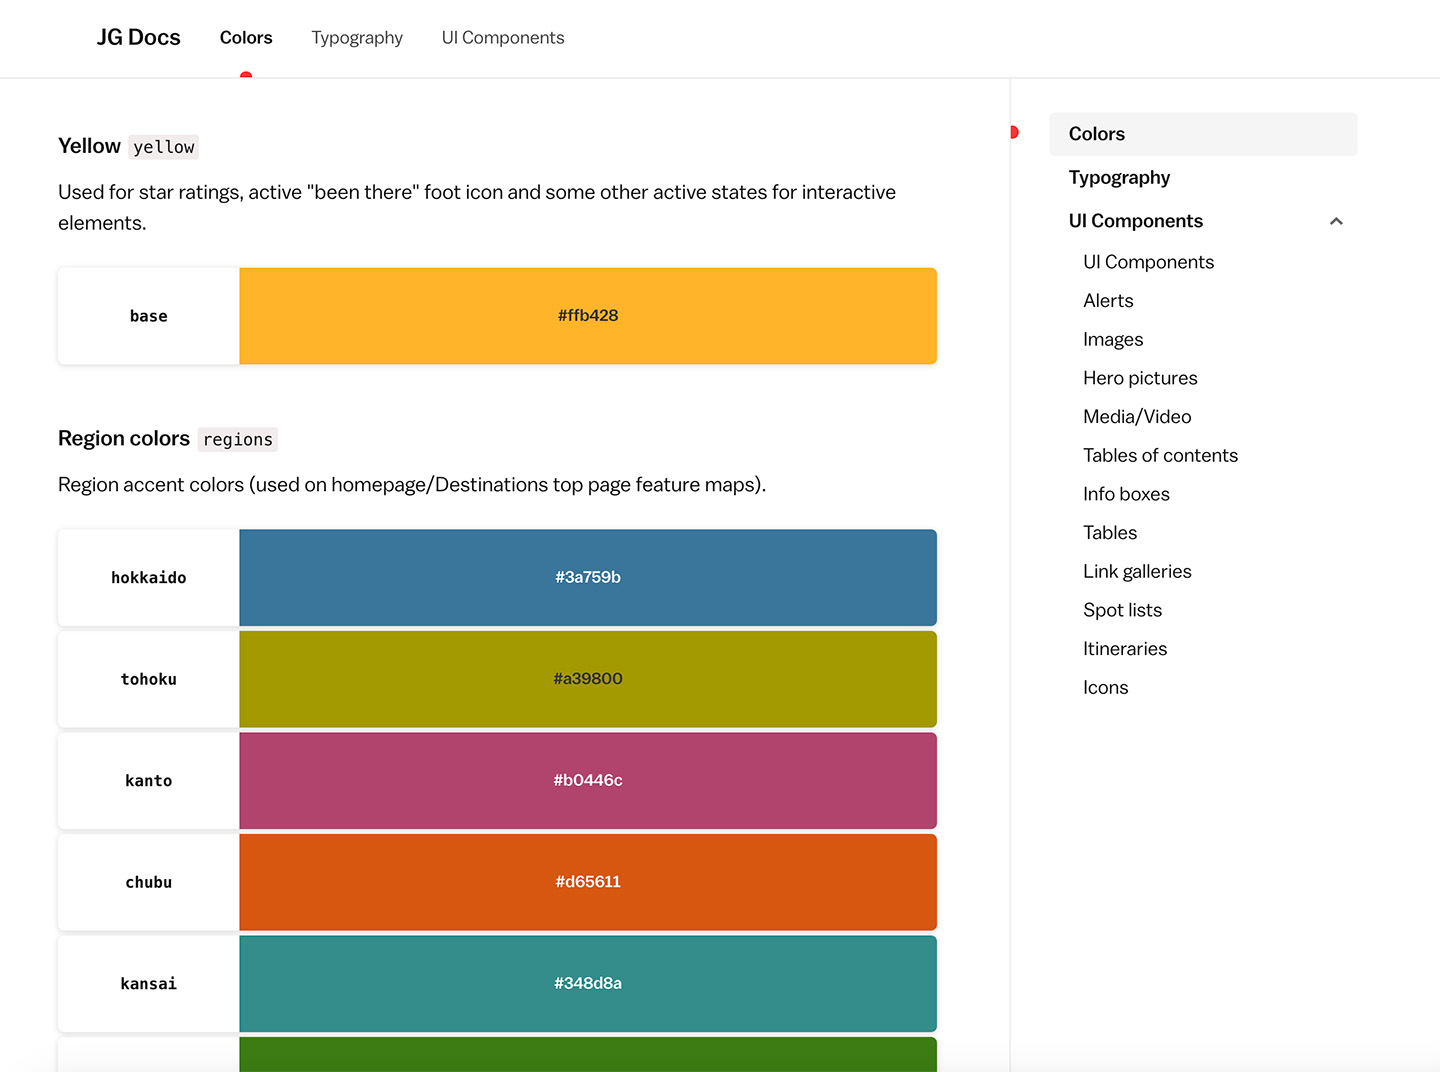 JG Docs
Colors
Typography
UI Components
Yellow yellow
Used for star ratings, active "been there" foot icon and some other active states for interactive
elements.
base
#ffb428
Region colors regions
Region accent colors (used on homepage/Destinations top page feature maps).
hokkaido
#3a759b
tohoku
#a39800
kanto
#b0446c
chubu
#d65611
kansai
#348d8a
Colors
Typography
UI Components
UI Components
Alerts
Images
Hero pictures
Media/Video
Tables of contents
Info boxes
Tables
Link galleries
Spot lists
Itineraries
Icons